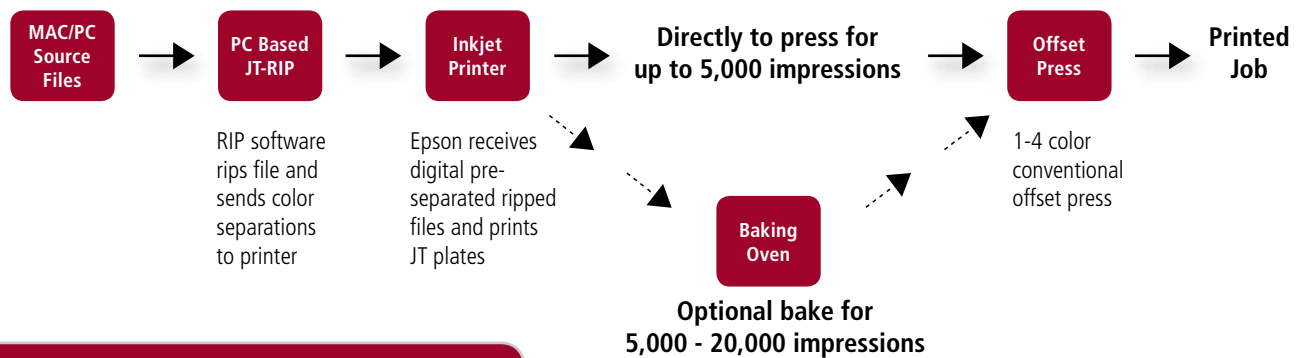 MAC/PC
Source
Files
PC Based
JT-RIP
Inkjet
Printer
Directly to press for
up to 5,000 impressions
Offset
Press
Printed
Job
RIP software
rips file and
sends color
separations
to printer
Epson receives
digital pre-
separated ripped
files and prints
JT plates
1-4 color
conventional
offset press
Baking
Oven
Optional bake for
5,000 - 20,000 impressions